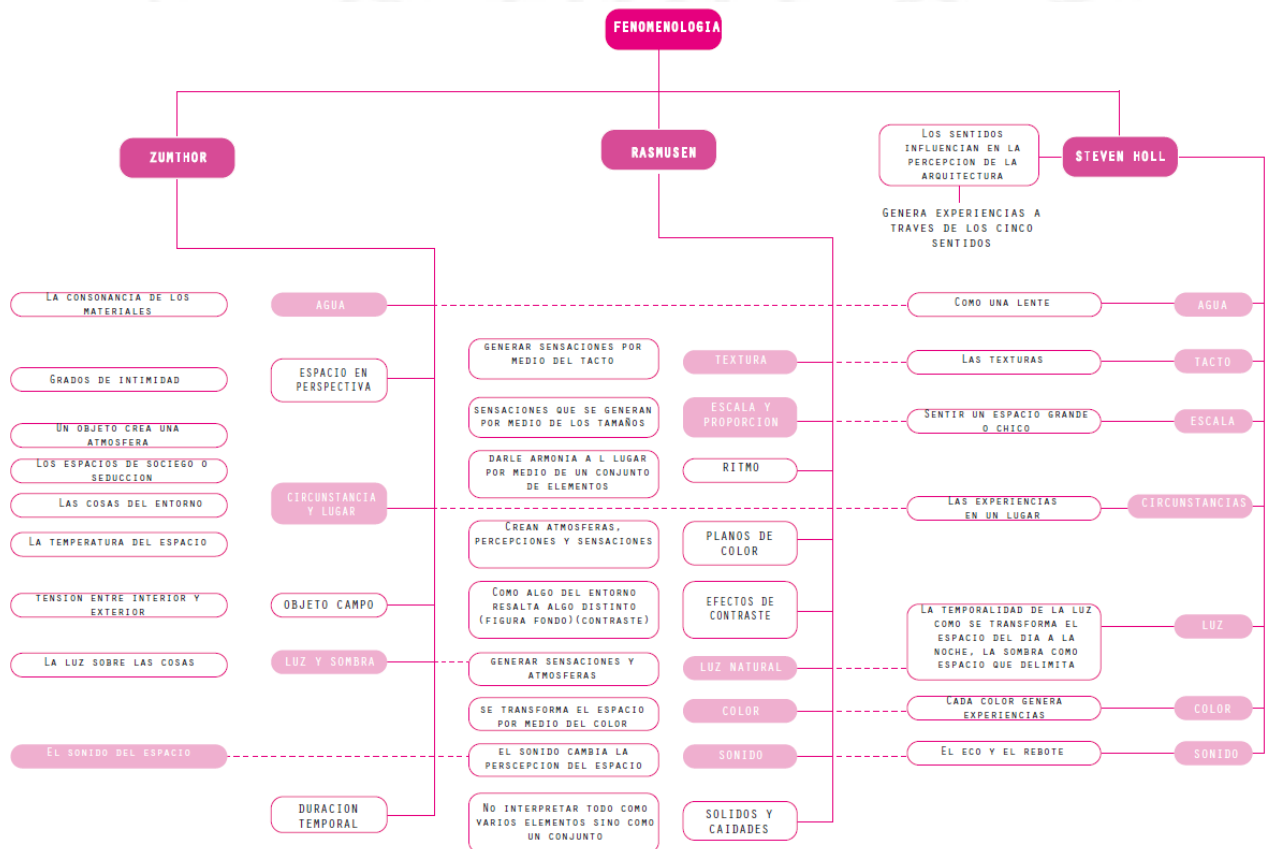 FENOMENOLOGIA
ZUMTHOR
RASMUSEN
LOS SENTIDOS
INFLUENCIAN EN LA
PERCEPCION DE LA
ARQUITECTURA
STEVEN HOLL
GENERA EXPERIENCIAS A
TRAVES DE LOS CINCO
SENTIDOS
LA CONSONANCIA DE LOS
MATERIALES
GRADOS DE INTIMIDAD
UN OBJETO CREA UNA
ATMOSFERA
LOS ESPACIOS DE SOCIEGO O
SEDUCCION
LAS COSAS DEL ENTORNO
LA TEMPERATURA DEL ESPACIO
TENSION ENTRE INTERIOR Y
EXTERIOR
LA LUZ SOBRE LAS COSAS
EL SONIDO DEL ESPACIO
AGUA
ESPACIO EN
PERSPECTIVA
CIRCUNSTANCIA
Y LUGAR
OBJETO CAMPO
LUZ Y SOMBRA
DURACION
TEMPORAL
GENERAR SENSACIONES POR
MEDIO DEL TACTO
SENSACIONES QUE SE GENERAN
POR MEDIO DE LOS TAMAÑOS
DARLE ARMONIA A L LUGAR
POR MEDIO DE UN CONJUNTO
DE ELEMENTOS
CREAN ATMOSFERAS,
PERCEPCIONES Y SENSACIONES
COMO ALGO DEL ENTORNO
RESALTA ALGO DISTINTO
(FIGURA FONDO)(CONTRASTE)
GENERAR SENSACIONES Y
ATMOSFERAS
SE TRANSFORMA EL ESPACIO
POR MEDIO DEL COLOR
EL SONIDO CAMBIA LA
PERSCEPCION DEL ESPACIO
NO INTERPRETAR TODO COMO
VARIOS ELEMENTOS SINO COMO
UN CONJUNTO
TEXTURA
ESCALA Y
PROPORCION
RITMO
PLANOS DE
COLOR
EFECTOS DE
CONTRASTE
LUZ NATURAL
COLOR
SONIDO
SOLIDOS Y
CAIDADES
COMO UNA LENTE
LAS TEXTURAS
SENTIR UN ESPACIO GRANDE
O CHICO
LAS EXPERIENCIAS
EN UN LUGAR
LA TEMPORALIDAD DE LA LUZ
COMO SE TRANSFORMA EL
ESPACIO DEL DIA A LA
NOCHE, LA SOMBRA COMO
ESPACIO QUE DELIMITA
CADA COLOR GENERA
EXPERIENCIAS
EL ECO Y EL REBOTE
AGUA
TACTO
ESCALA
CIRCUNSTANCIAS
LUZ
COLOR
SONIDO